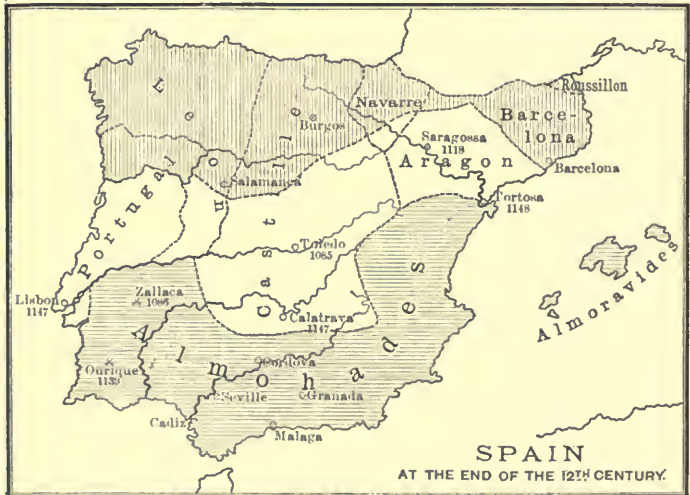 Leon
Castile
Burgos
Navarre
Roussillon
Barce-
lona
Saragossa
1118
Aragon
Barcelona
Salamanca
Portugal
Tortosa
1148
Toledo
1085
Lisbon
1147
Zallaca
1086
Calatrava
1147
Almoravides
Almohades
Ourique
1139
Cordova
Seville
Granada
Cadiz
Malaga
SPAIN
AT THE END OF THE 12TH CENTURY.